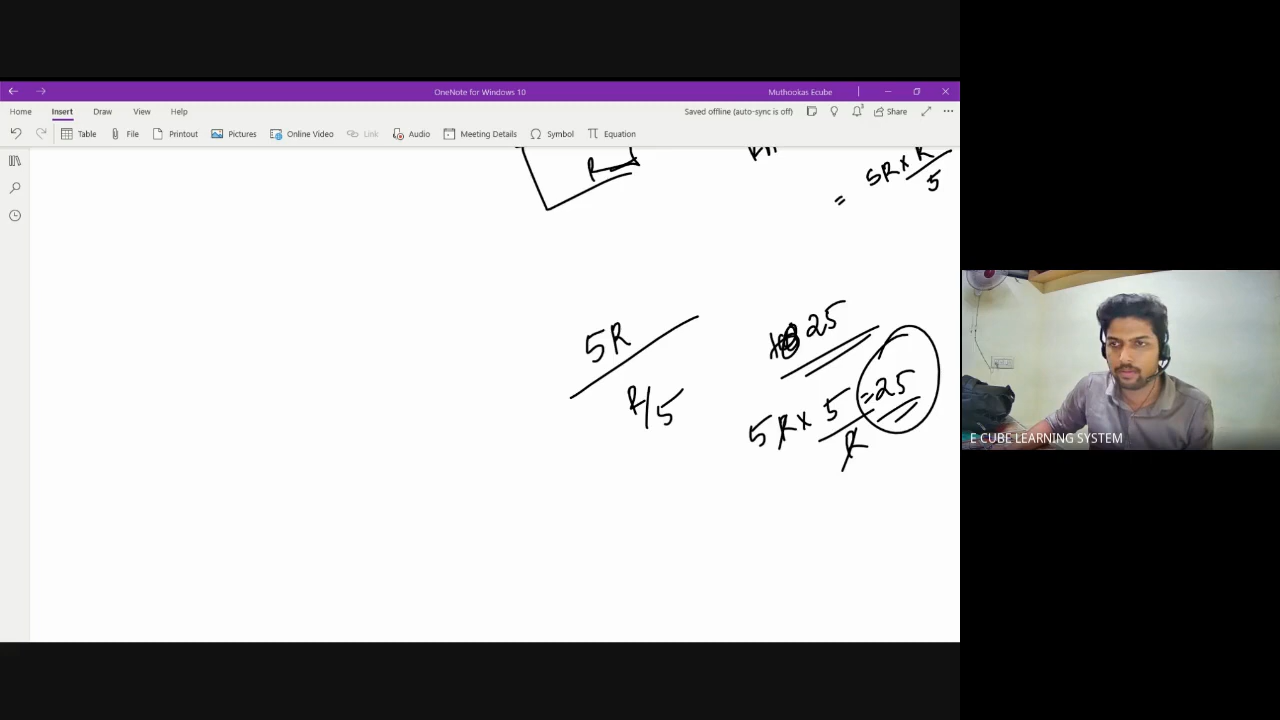 OneNote for Windows 10
Muthookas Ecube
Home Insert Draw View Help
Saved offline (auto-sync is off)
Share
Table File Printout Pictures Online Video Link Audio Meeting Details Symbol Equation
R
5R × R/5
=
5R
R/5
25
5R × 5/R = 25
E CUBE LEARNING SYSTEM